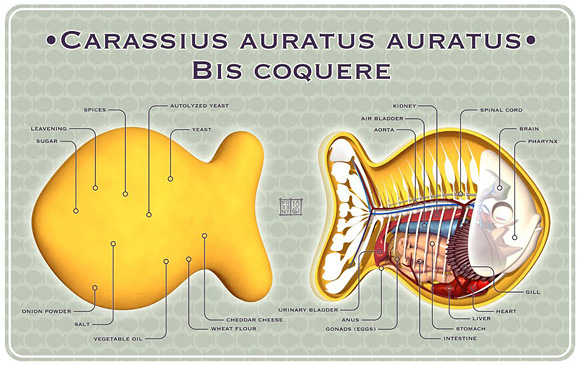 •Carassius auratus auratus•
Bis coquere
Spices
Autolyzed yeast
Leavening
Yeast
Sugar
Onion powder
Salt
Vegetable oil
Wheat flour
Cheddar cheese
Kidney
Air bladder
Aorta
Spinal cord
Brain
Pharynx
Urinary bladder
Anus
Gonads (eggs)
Gill
Heart
Liver
Stomach
Intestine